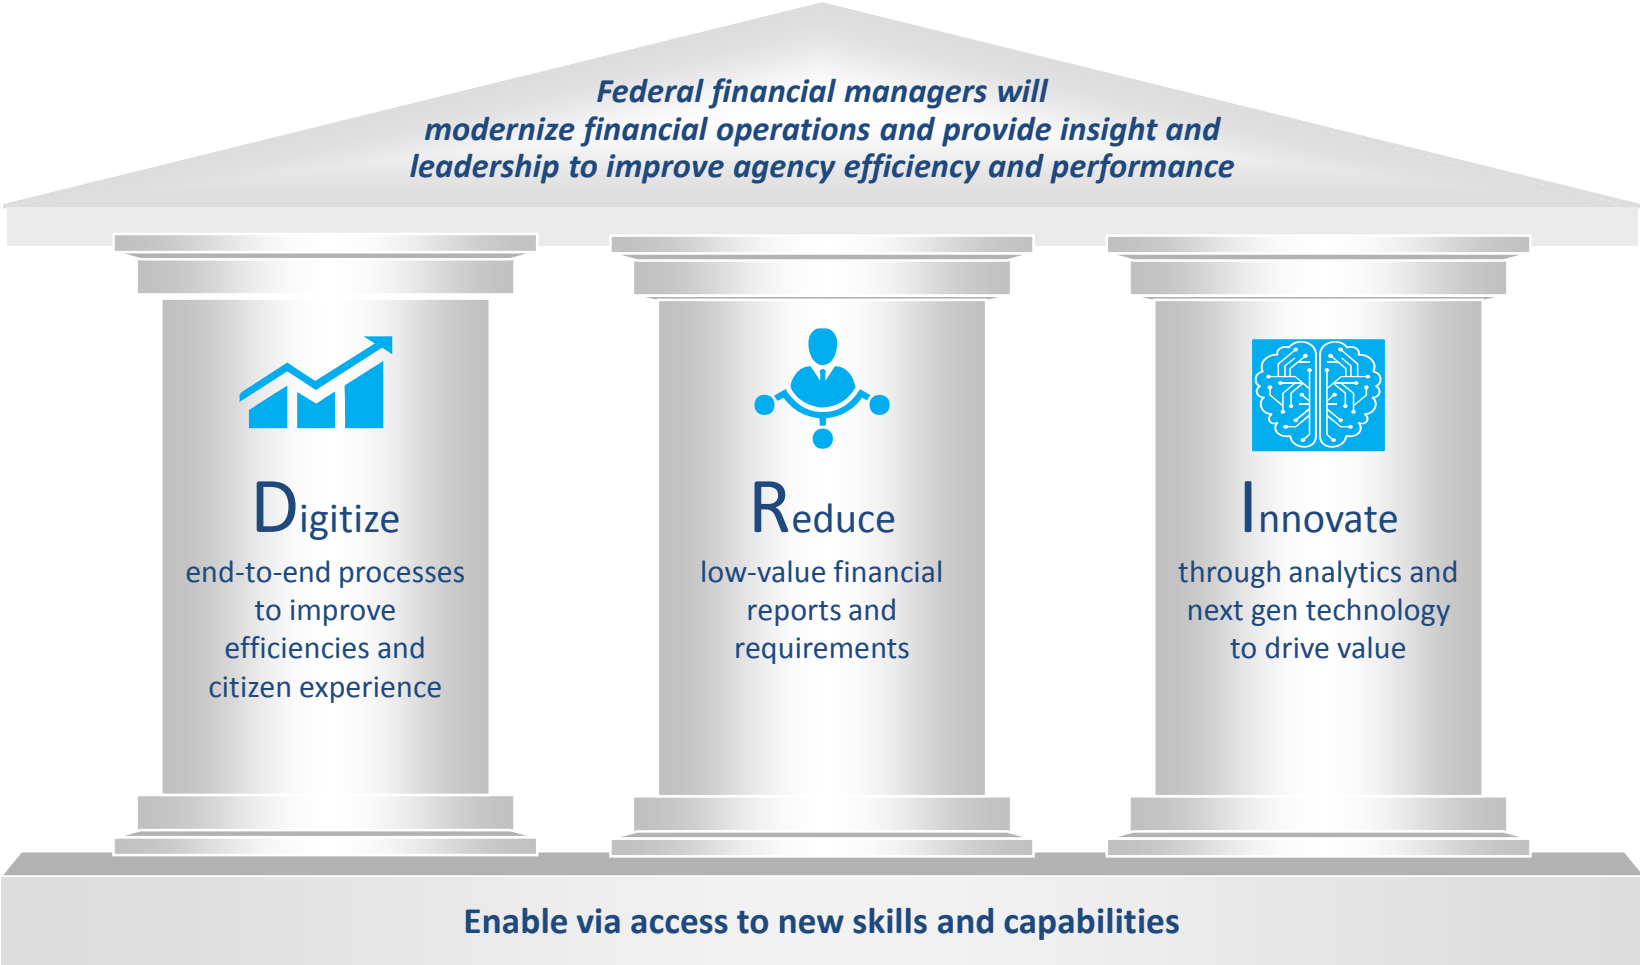 Federal financial managers will
modernize financial operations and provide insight and
leadership to improve agency efficiency and performance
Digitize
end-to-end processes
to improve
efficiencies and
citizen experience
Reduce
low-value financial
reports and
requirements
Innovate
through analytics and
next gen technology
to drive value
Enable via access to new skills and capabilities